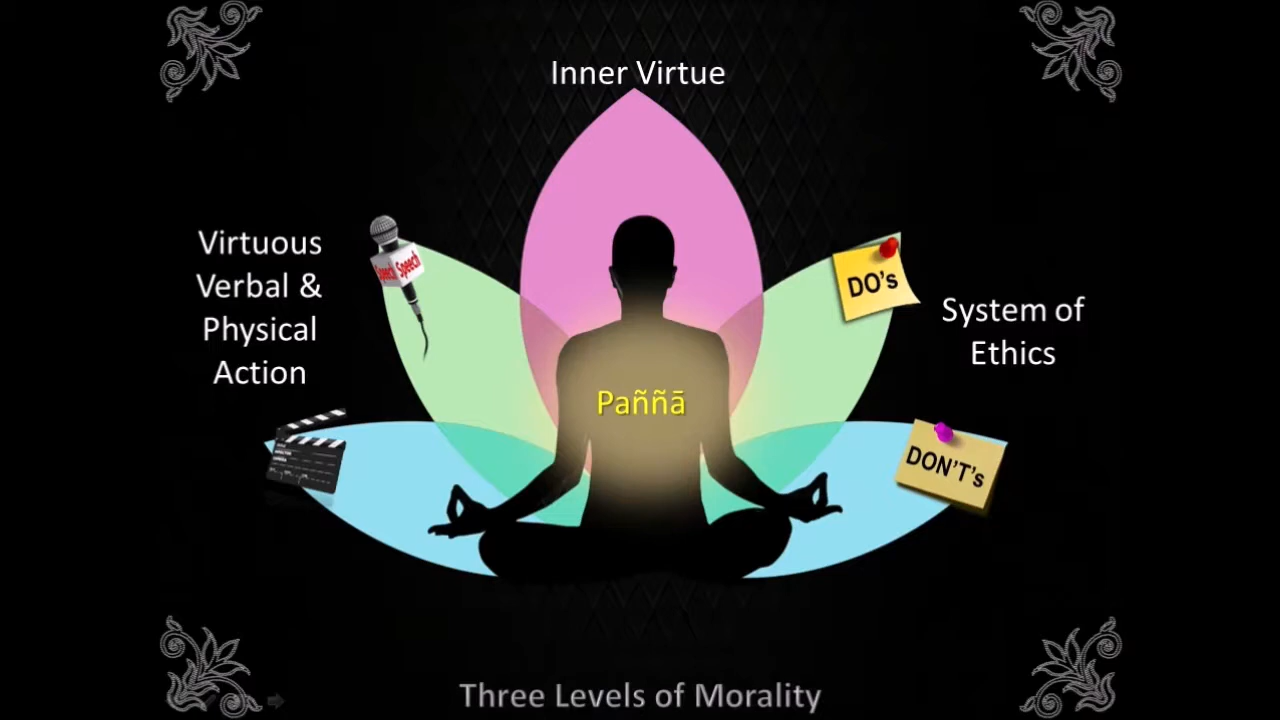 Inner Virtue
Virtuous
Verbal &
Physical
Action
Speech Speech
DO's
System of
Ethics
Paññā
DON'T's
Three Levels of Morality